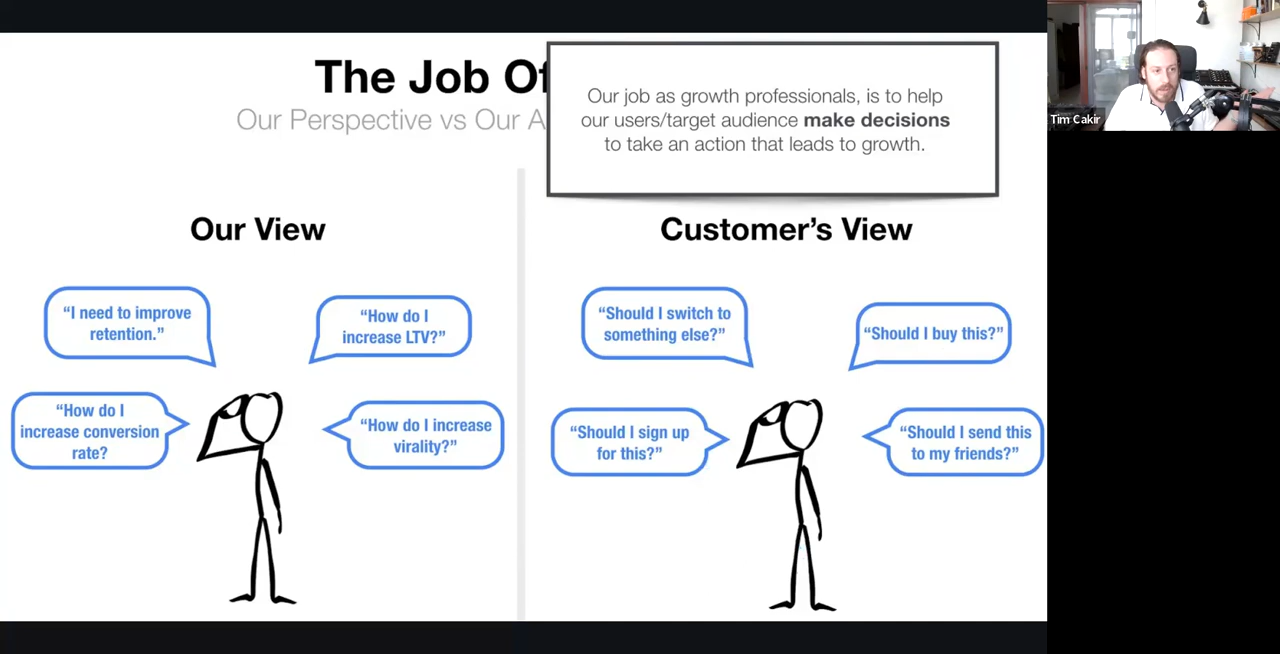 The Job Of
Our Perspective vs Our A
Our job as growth professionals, is to help
our users/target audience make decisions
to take an action that leads to growth.
Our View
“I need to improve
retention.”
“How do I
increase LTV?”
“How do I
increase conversion
rate?
“How do I increase
virality?”
Customer’s View
“Should I switch to
something else?”
“Should I buy this?”
“Should I sign up
for this?”
“Should I send this
to my friends?”
Tim Cakir